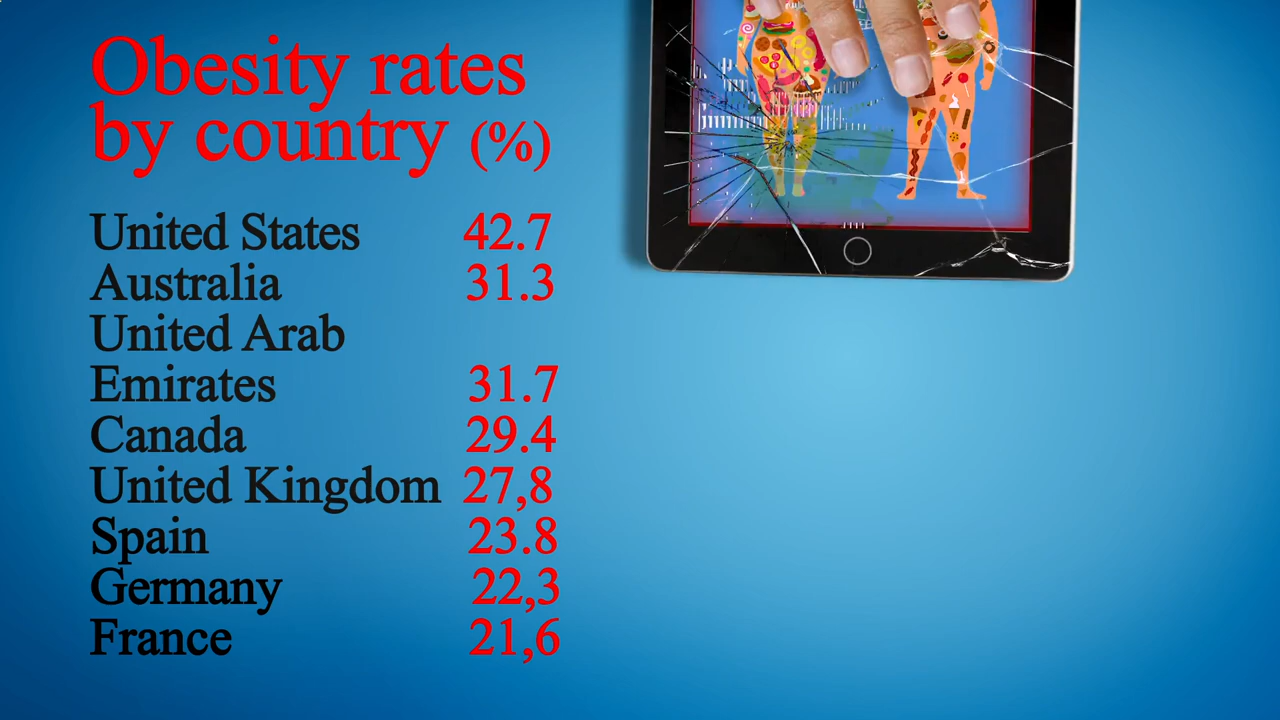 Obesity rates
by country (%)
United States 42.7
Australia 31.3
United Arab
Emirates 31.7
Canada 29.4
United Kingdom 27,8
Spain 23.8
Germany 22,3
France 21,6